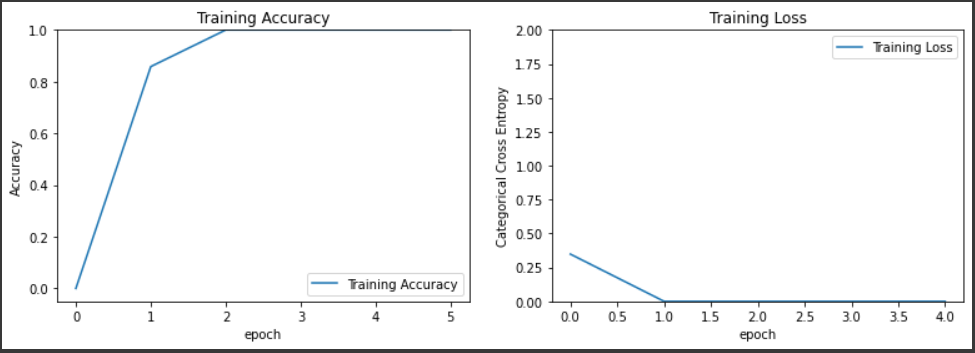 Training Accuracy
Accuracy
1.0
0.8
0.6
0.4
0.2
0.0
Training Accuracy
0 1 2 3 4 5
epoch
Training Loss
Categorical Cross Entropy
2.00
1.75
1.50
1.25
1.00
0.75
0.50
0.25
0.00
Training Loss
0.0 0.5 1.0 1.5 2.0 2.5 3.0 3.5 4.0
epoch